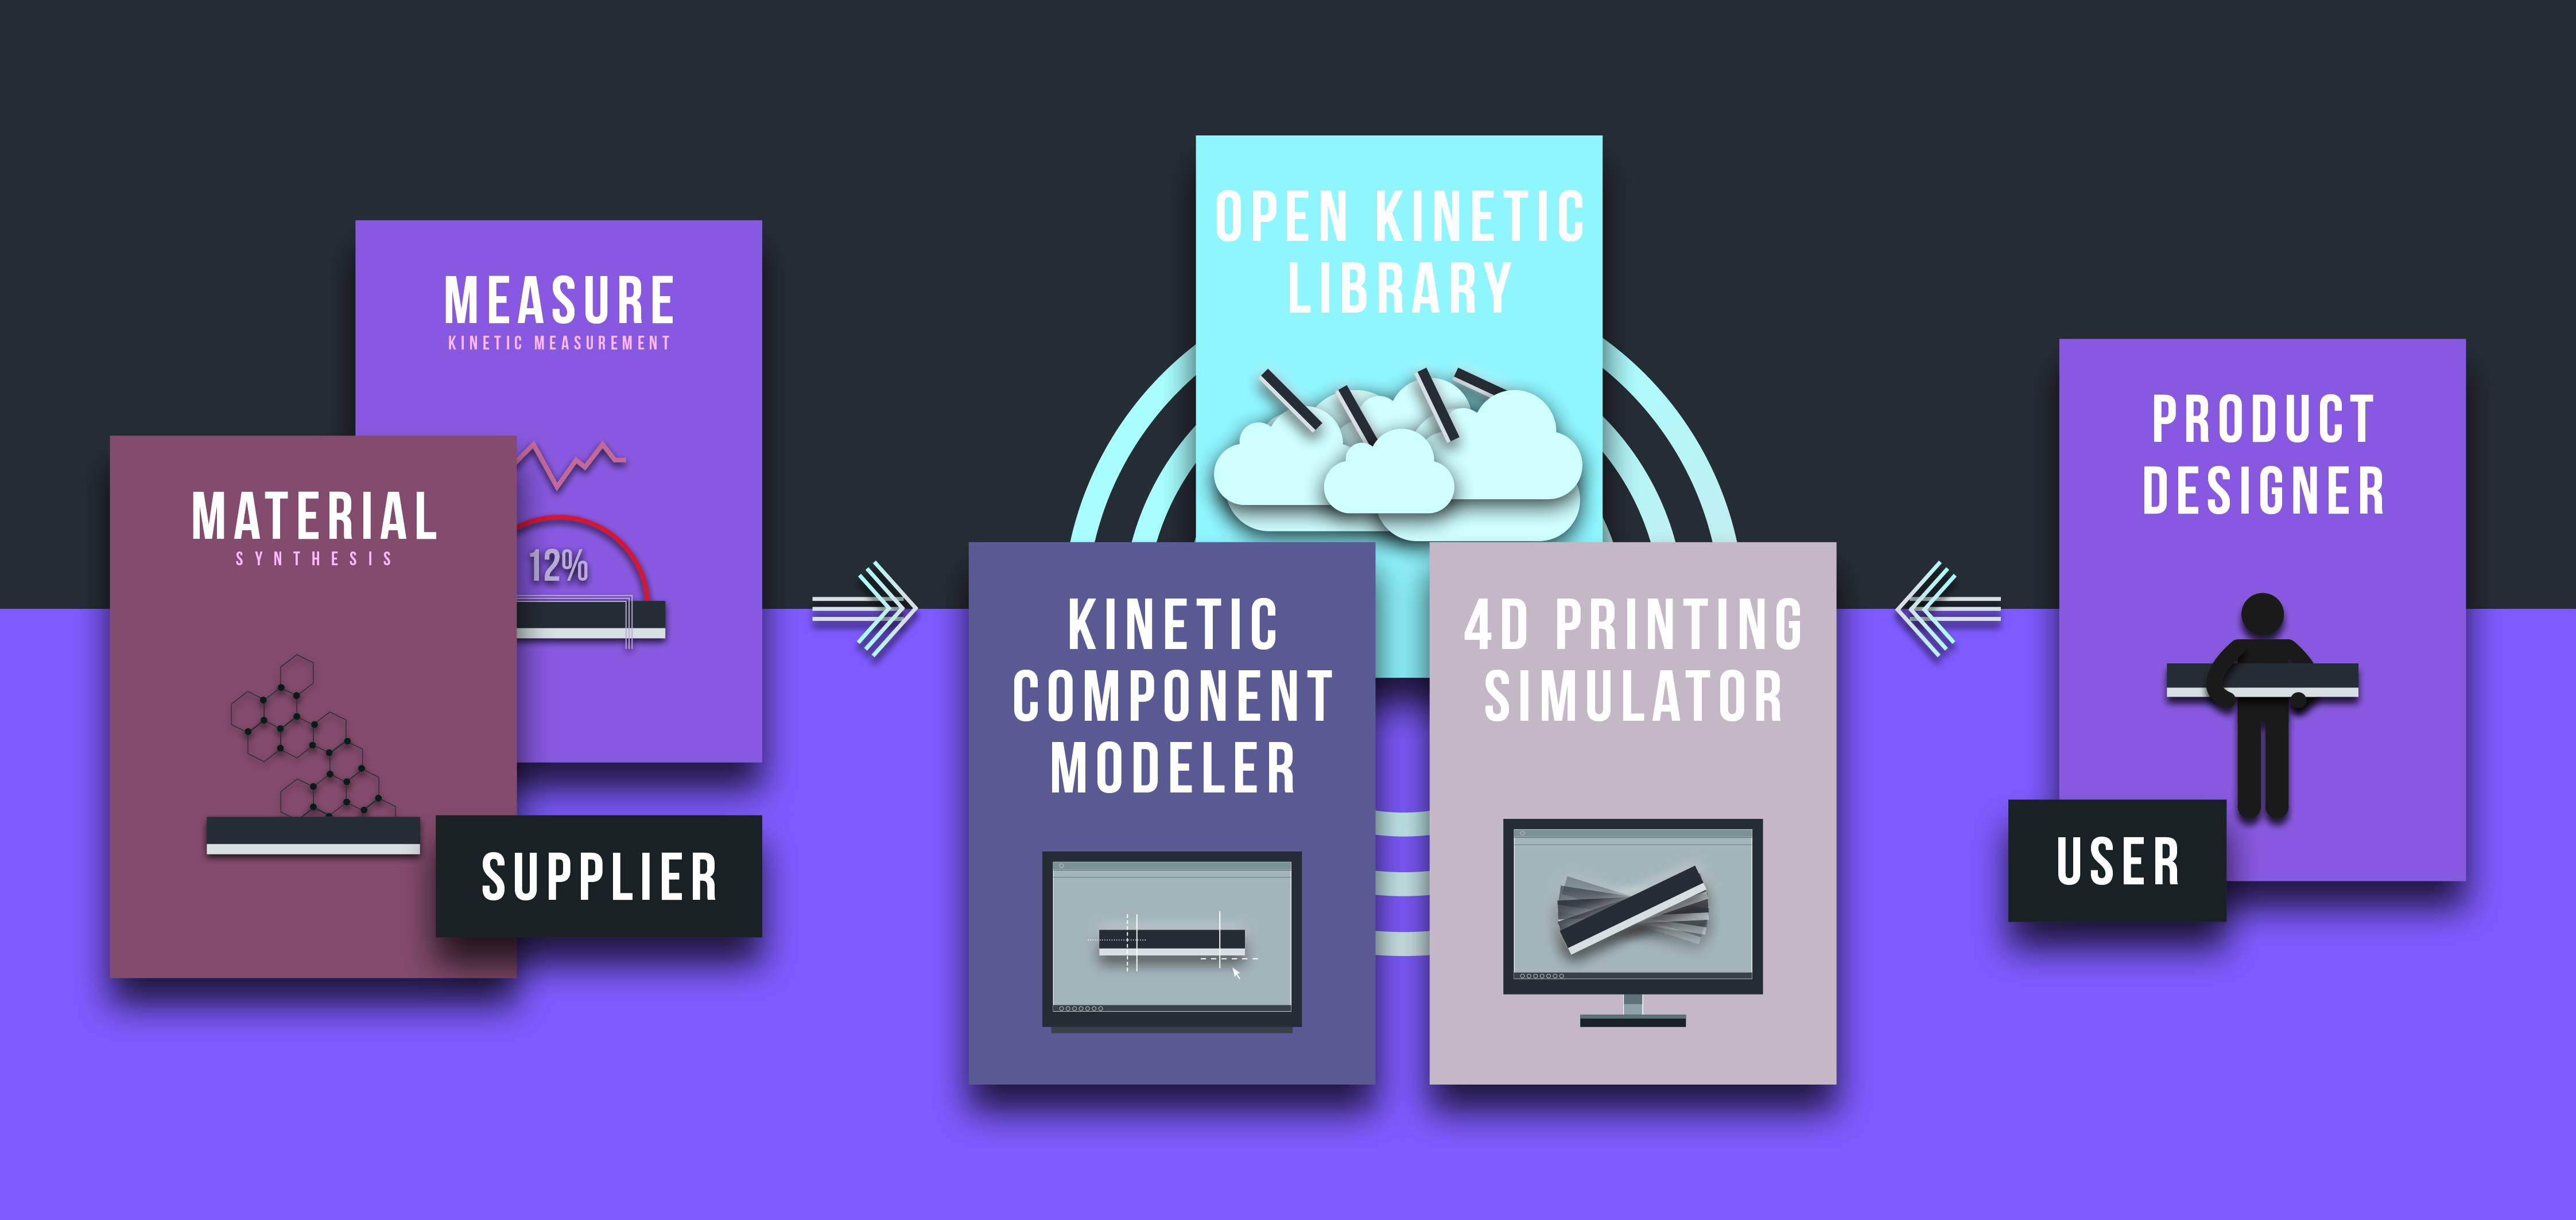 MEASURE
KINETIC MEASUREMENT
12%
MATERIAL
SYNTHESIS
SUPPLIER
OPEN KINETIC
LIBRARY
KINETIC
COMPONENT
MODELER
4D PRINTING
SIMULATOR
PRODUCT
DESIGNER
USER